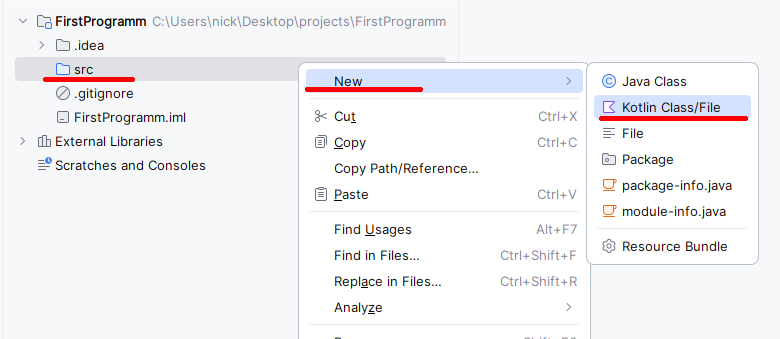 FirstProgramm C:\Users\nick\Desktop\projects\FirstProgramm
.idea
src
.gitignore
FirstProgramm.iml
External Libraries
Scratches and Consoles
New
Cut Ctrl+X
Copy Ctrl+C
Copy Path/Reference...
Paste Ctrl+V
Find Usages Alt+F7
Find in Files... Ctrl+Shift+F
Replace in Files... Ctrl+Shift+R
Analyze
Java Class
Kotlin Class/File
File
Package
package-info.java
module-info.java
Resource Bundle